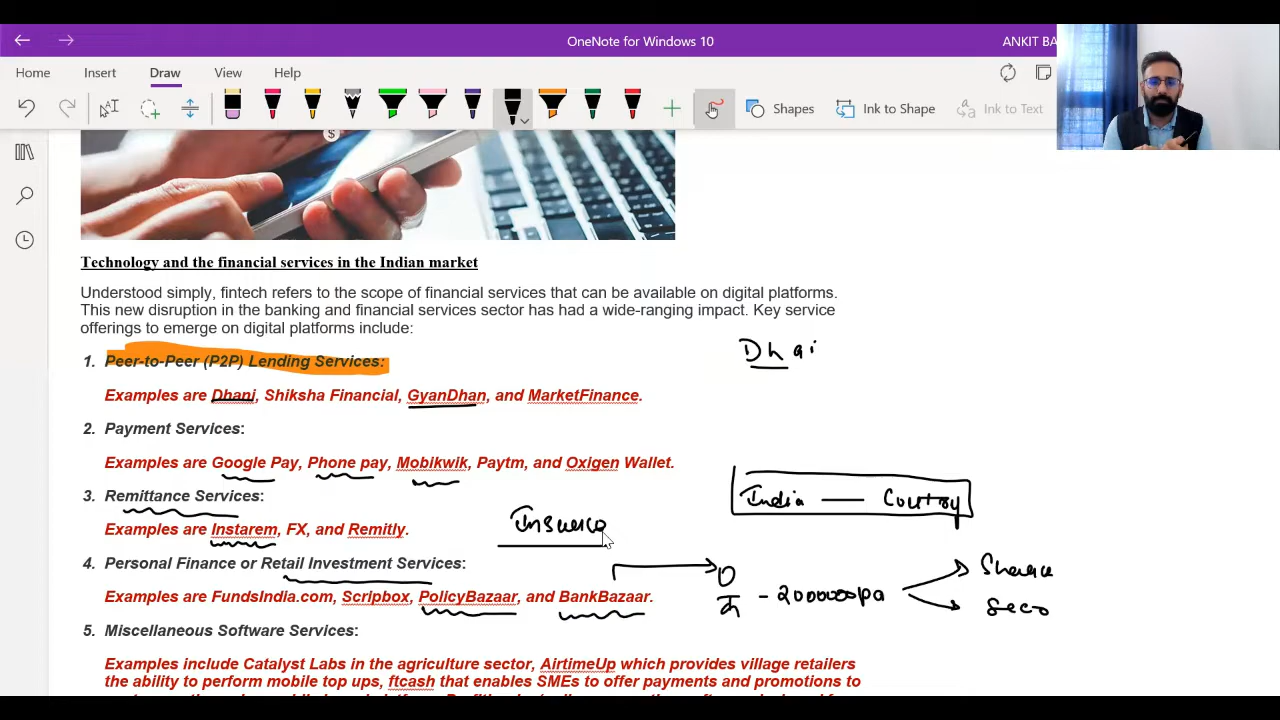 OneNote for Windows 10
ANKIT BA
Home Insert Draw View Help
Shapes Ink to Shape Ink to Text
$
Technology and the financial services in the Indian market
Understood simply, fintech refers to the scope of financial services that can be available on digital platforms.
This new disruption in the banking and financial services sector has had a wide-ranging impact. Key service
offerings to emerge on digital platforms include:
Dhai
1. Peer-to-Peer (P2P) Lending Services:
Examples are Dhani, Shiksha Financial, GyanDhan, and MarketFinance.
2. Payment Services:
Examples are Google Pay, Phone pay, Mobikwik, Paytm, and Oxigen Wallet.
3. Remittance Services:
India — Courtoy
Examples are Instarem, FX, and Remitly.
4. Personal Finance or Retail Investment Services:
Examples are FundsIndia.com, Scripbox, PolicyBazaar, and BankBazaar.
- 2000000pa
Seco
5. Miscellaneous Software Services:
Examples include Catalyst Labs in the agriculture sector, AirtimeUp which provides village retailers
the ability to perform mobile top ups, ftcash that enables SMEs to offer payments and promotions to